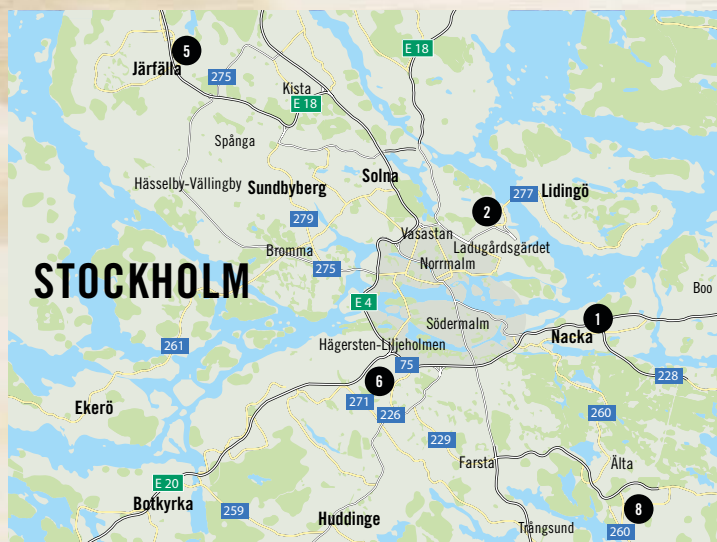 E 18
5
Järfälla
275
Kista
E 18
Spånga
Solna
Hässelby-Vällingby
Sundbyberg
277
Lidingö
2
279
Vasastan
Ladugårdsgärdet
Bromma
Norrmalm
275
STOCKHOLM
Boo
E 4
1
Södermalm
Nacka
261
Hägersten-Liljeholmen
75
228
6
271
Ekerö
226
260
229
Farsta
Älta
E 20
Botkyrka
259
8
Huddinge
Trångsund
260